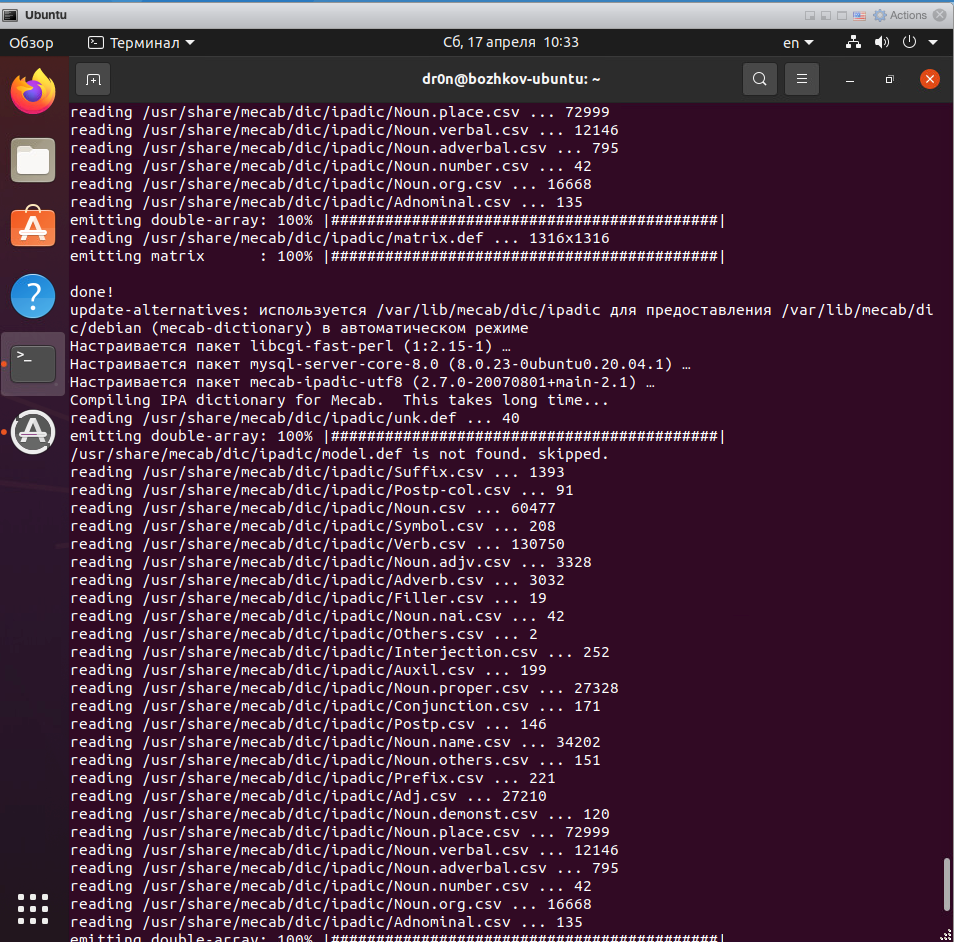 Ubuntu
Actions
Обзор
Терминал
Сб, 17 апреля 10:33
en
dr0n@bozhkov-ubuntu: ~
reading /usr/share/mecab/dic/ipadic/Noun.place.csv ... 72999
reading /usr/share/mecab/dic/ipadic/Noun.verbal.csv ... 12146
reading /usr/share/mecab/dic/ipadic/Noun.adverbal.csv ... 795
reading /usr/share/mecab/dic/ipadic/Noun.number.csv ... 42
reading /usr/share/mecab/dic/ipadic/Noun.org.csv ... 16668
reading /usr/share/mecab/dic/ipadic/Adnominal.csv ... 135
emitting double-array: 100% |###########################################|
reading /usr/share/mecab/dic/ipadic/matrix.def ... 1316x1316
emitting matrix      : 100% |###########################################|
done!
update-alternatives: используется /var/lib/mecab/dic/ipadic для предоставления /var/lib/mecab/di
c/debian (mecab-dictionary) в автоматическом режиме
Настраивается пакет libcgi-fast-perl (1:2.15-1) …
Настраивается пакет mysql-server-core-8.0 (8.0.23-0ubuntu0.20.04.1) …
Настраивается пакет mecab-ipadic-utf8 (2.7.0-20070801+main-2.1) …
Compiling IPA dictionary for Mecab.  This takes long time...
reading /usr/share/mecab/dic/ipadic/unk.def ... 40
emitting double-array: 100% |###########################################|
/usr/share/mecab/dic/ipadic/model.def is not found. skipped.
reading /usr/share/mecab/dic/ipadic/Suffix.csv ... 1393
reading /usr/share/mecab/dic/ipadic/Postp-col.csv ... 91
reading /usr/share/mecab/dic/ipadic/Noun.csv ... 60477
reading /usr/share/mecab/dic/ipadic/Symbol.csv ... 208
reading /usr/share/mecab/dic/ipadic/Verb.csv ... 130750
reading /usr/share/mecab/dic/ipadic/Noun.adjv.csv ... 3328
reading /usr/share/mecab/dic/ipadic/Adverb.csv ... 3032
reading /usr/share/mecab/dic/ipadic/Filler.csv ... 19
reading /usr/share/mecab/dic/ipadic/Noun.nai.csv ... 42
reading /usr/share/mecab/dic/ipadic/Others.csv ... 2
reading /usr/share/mecab/dic/ipadic/Interjection.csv ... 252
reading /usr/share/mecab/dic/ipadic/Auxil.csv ... 199
reading /usr/share/mecab/dic/ipadic/Noun.proper.csv ... 27328
reading /usr/share/mecab/dic/ipadic/Conjunction.csv ... 171
reading /usr/share/mecab/dic/ipadic/Postp.csv ... 146
reading /usr/share/mecab/dic/ipadic/Noun.name.csv ... 34202
reading /usr/share/mecab/dic/ipadic/Noun.others.csv ... 151
reading /usr/share/mecab/dic/ipadic/Prefix.csv ... 221
reading /usr/share/mecab/dic/ipadic/Adj.csv ... 27210
reading /usr/share/mecab/dic/ipadic/Noun.demonst.csv ... 120
reading /usr/share/mecab/dic/ipadic/Noun.place.csv ... 72999
reading /usr/share/mecab/dic/ipadic/Noun.verbal.csv ... 12146
reading /usr/share/mecab/dic/ipadic/Noun.adverbal.csv ... 795
reading /usr/share/mecab/dic/ipadic/Noun.number.csv ... 42
reading /usr/share/mecab/dic/ipadic/Noun.org.csv ... 16668
reading /usr/share/mecab/dic/ipadic/Adnominal.csv ... 135
emitting double-array: 100% |###########################################|